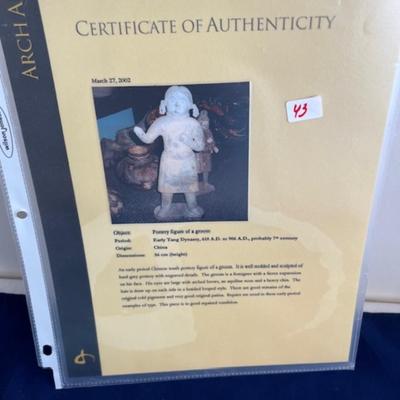 ARCH A
CERTIFICATE OF AUTHENTICITY
March 27, 2002
43
Object: Pottery figure of a groom
Period: Early Tang Dynasty, 618 A.D. to 906 A.D., probably 7th century
Origin: China
Dimensions: 56 cm (height)
An early period Chinese tomb pottery figure of a groom. It is well molded and sculpted of
hard grey pottery with engraved details. The groom is a foreigner with a fierce expression
on his face. His eyes are large with arched brows, an aquiline nose and a heavy chin. The
hair is done up on each side in a braided looped style. There are good remains of the
original cold pigments and very good original patina. Repairs are usual in these early period
examples of type. This piece is in good repaired condition.